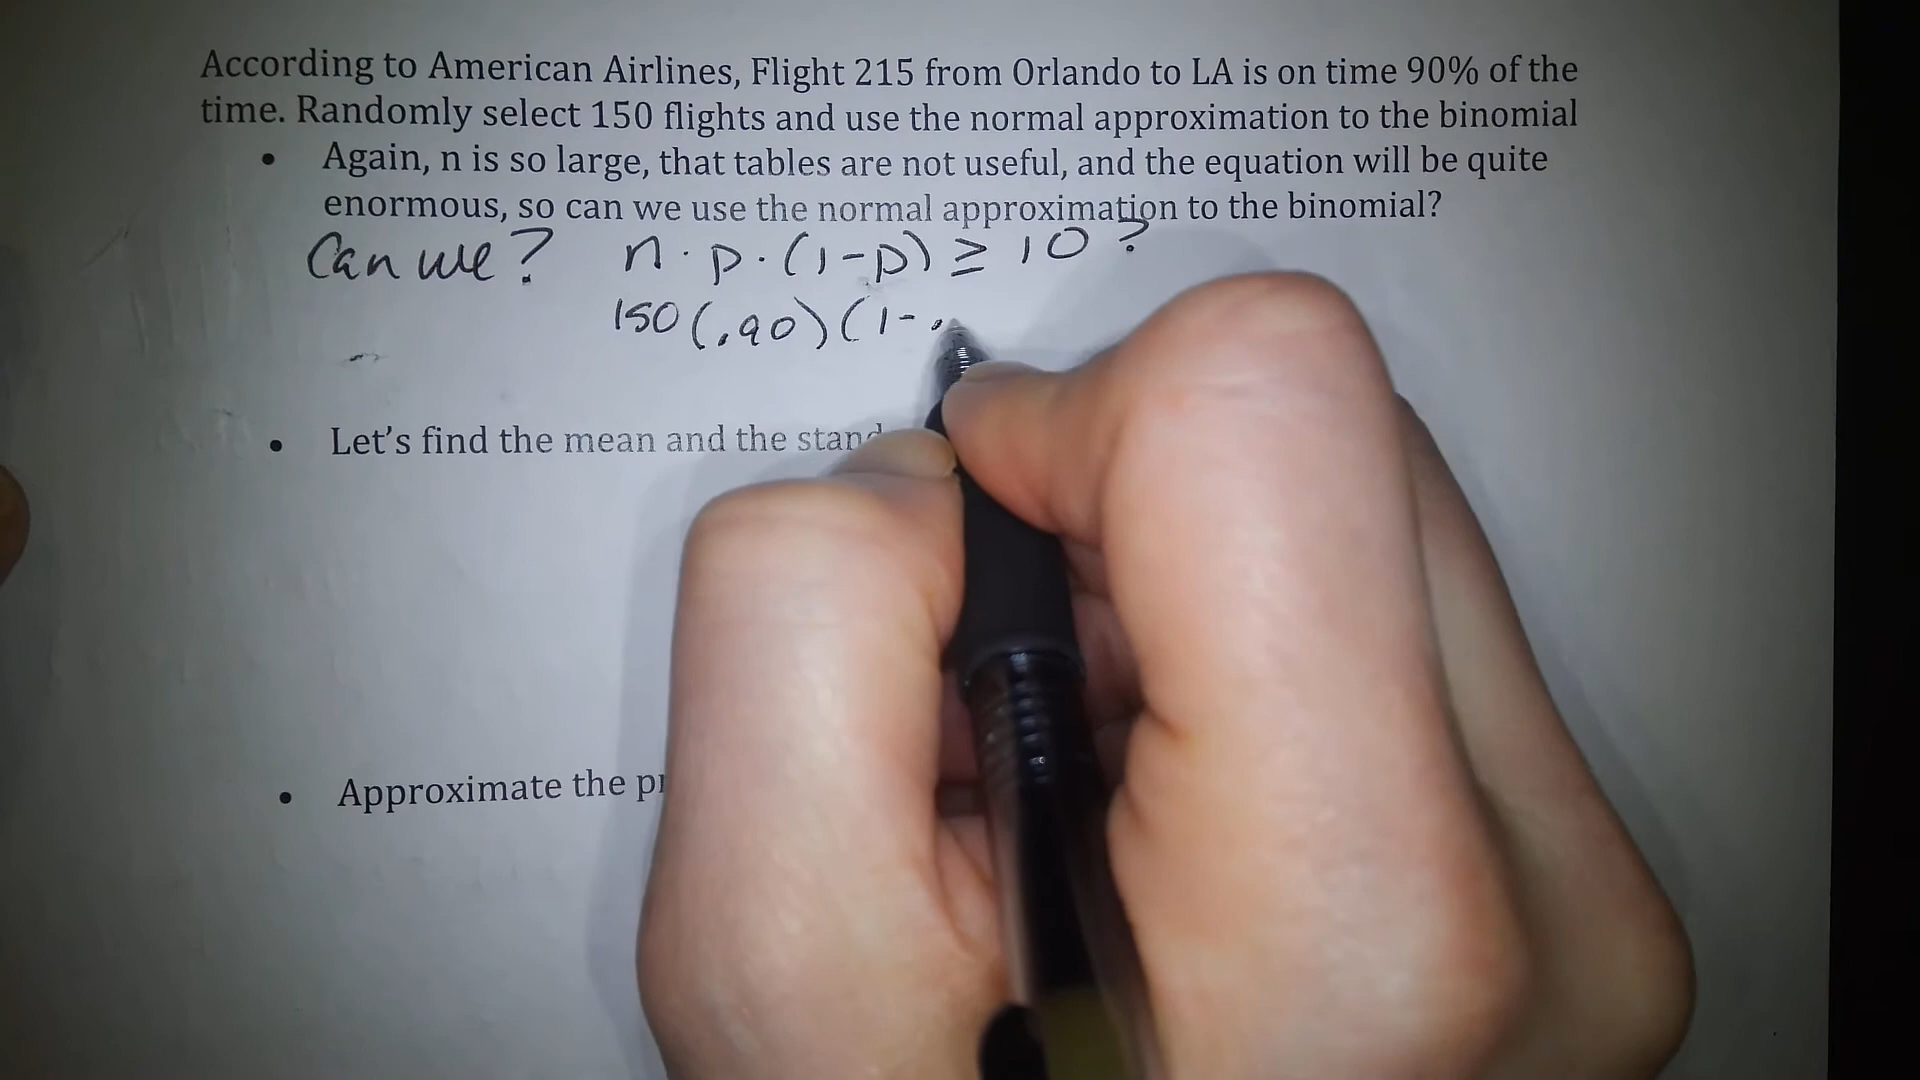 According to American Airlines, Flight 215 from Orlando to LA is on time 90% of the
time. Randomly select 150 flights and use the normal approximation to the binomial
• Again, n is so large, that tables are not useful, and the equation will be quite
enormous, so can we use the normal approximation to the binomial?
Can we? n · p · (1-p) ≥ 10 ?
150 (.90) (1- .
• Let's find the mean and the stand
• Approximate the pr